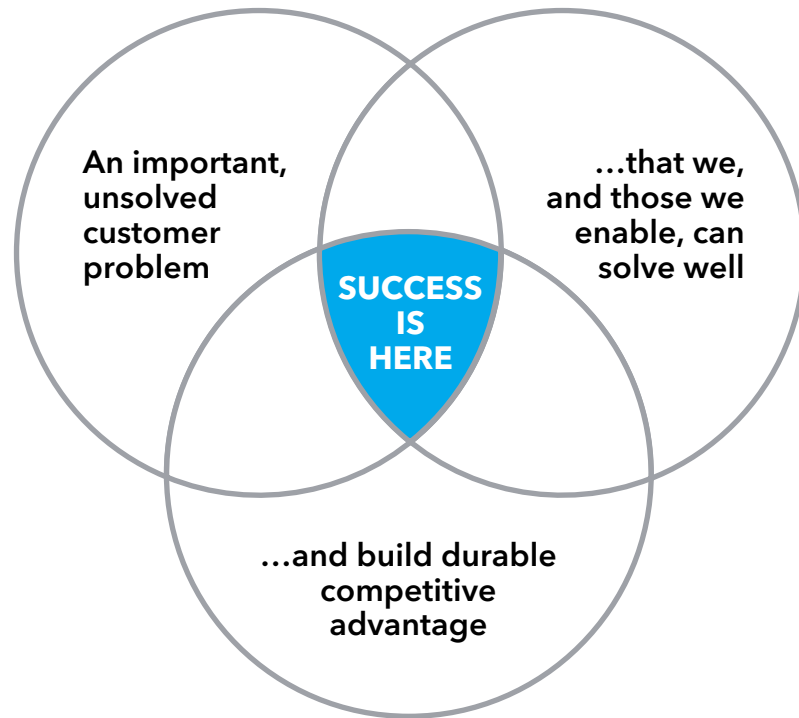 An important,
unsolved
customer
problem
…that we,
and those we
enable, can
solve well
SUCCESS
IS
HERE
…and build durable
competitive
advantage